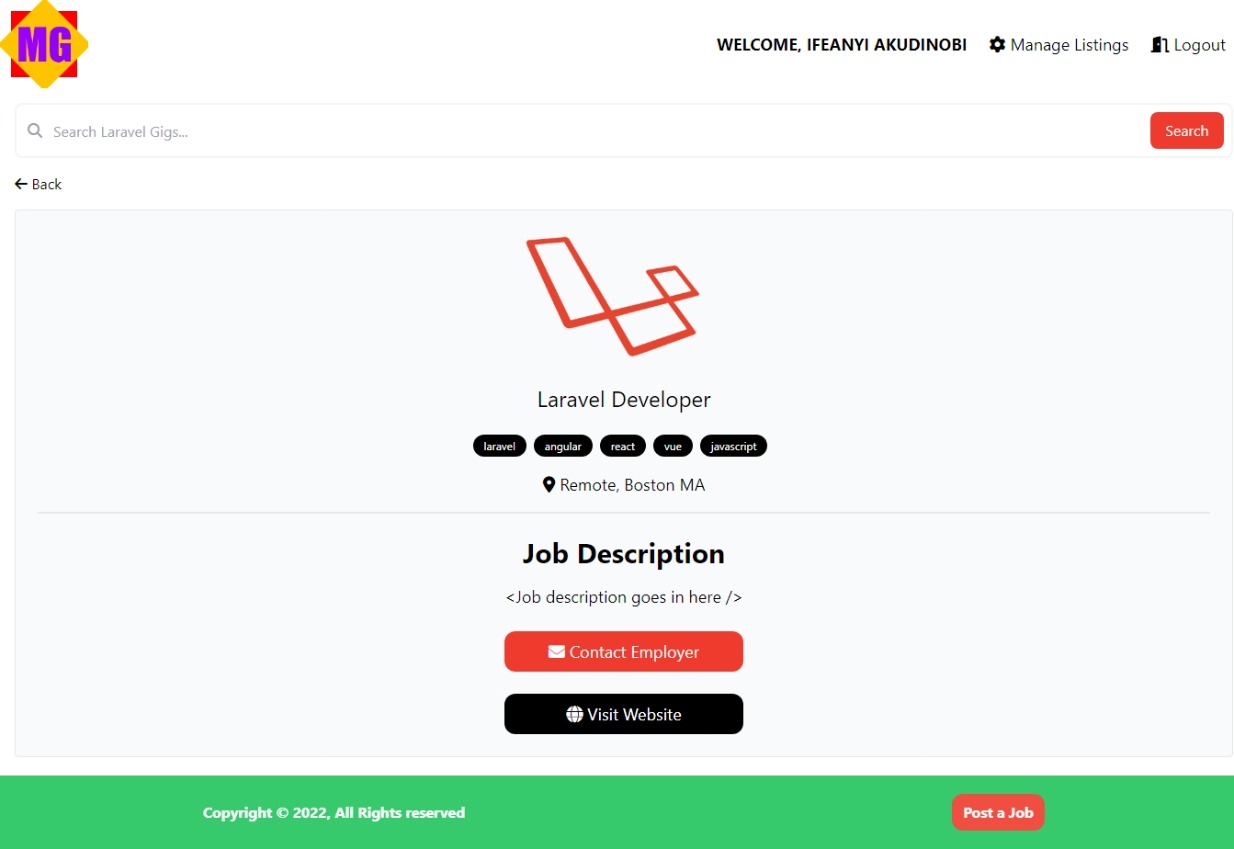 MG
WELCOME, IFEANYI AKUDINOBI Manage Listings Logout
Search Laravel Gigs... Search
Back
Laravel Developer
laravel angular react vue javascript
Remote, Boston MA
Job Description
<Job description goes in here />
Contact Employer
Visit Website
Copyright © 2022, All Rights reserved Post a Job